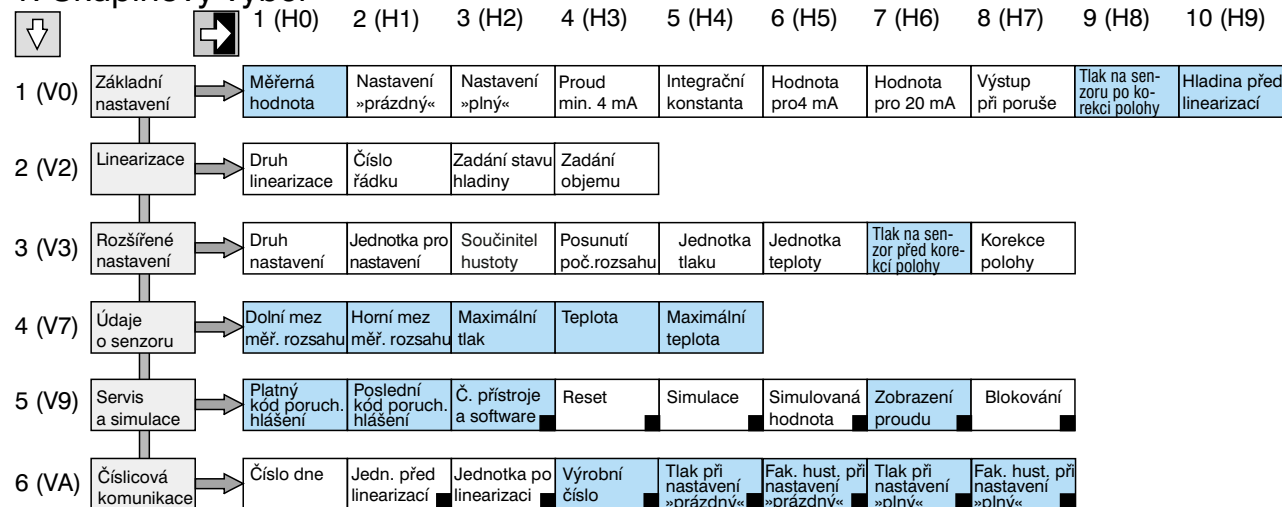 1 (H0) 2 (H1) 3 (H2) 4 (H3) 5 (H4) 6 (H5) 7 (H6) 8 (H7) 9 (H8) 10 (H9)
1 (V0)
Základní
nastavení
Měřerná
hodnota
Nastavení
»prázdný«
Nastavení
»plný«
Proud
min. 4 mA
Integrační
konstanta
Hodnota
pro4 mA
Hodnota
pro 20 mA
Výstup
při poruše
Tlak na sen-
zoru po ko-
rekci polohy
Hladina před
linearizací
2 (V2)
Linearizace
Druh
linearizace
Číslo
řádku
Zadání stavu
hladiny
Zadání
objemu
3 (V3)
Rozšířené
nastavení
Druh
nastavení
Jednotka pro
nastavení
Součinitel
hustoty
Posunutí
poč.rozsahu
Jednotka
tlaku
Jednotka
teploty
Tlak na sen-
zor před kore-
kcí polohy
Korekce
polohy
4 (V7)
Údaje
o senzoru
Dolní mez
měř. rozsahu
Horní mez
měř. rozsahu
Maximální
tlak
Teplota
Maximální
teplota
5 (V9)
Servis
a simulace
Platný
kód poruch.
hlášení
Poslední
kód poruch.
hlášení
Č. přístroje
a software
Reset
Simulace
Simulovaná
hodnota
Zobrazení
proudu
Blokování
6 (VA)
Číslicová
komunikace
Číslo dne
Jedn. před
linearizací
Jednotka po
linearizaci
Výrobní
číslo
Tlak při
nastavení
»prázdný«
Fak. hust. při
nastavení
»prázdný«
Tlak při
nastavení
»plný«
Fak. hust. při
nastavení
»plný«